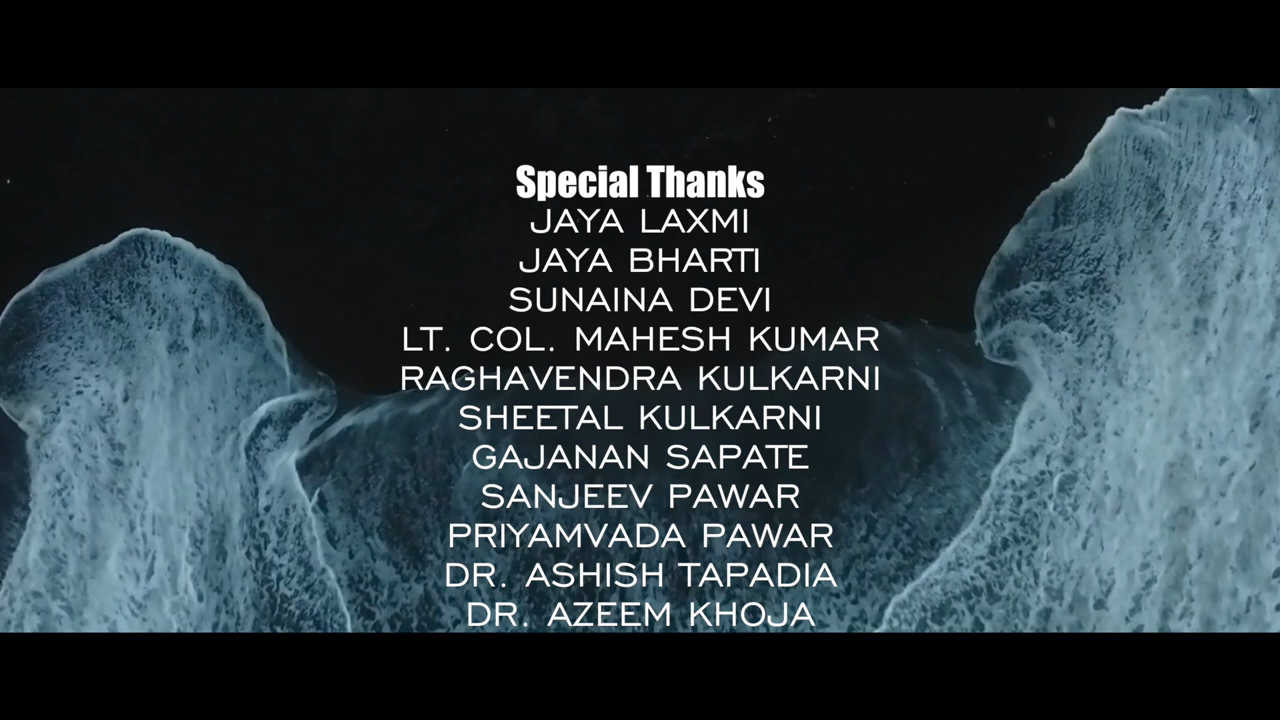 Special Thanks
JAYA LAXMI
JAYA BHARTI
SUNAINA DEVI
LT. COL. MAHESH KUMAR
RAGHAVENDRA KULKARNI
SHEETAL KULKARNI
GAJANAN SAPATE
SANJEEV PAWAR
PRIYAMVADA PAWAR
DR. ASHISH TAPADIA
DR. AZEEM KHOJA